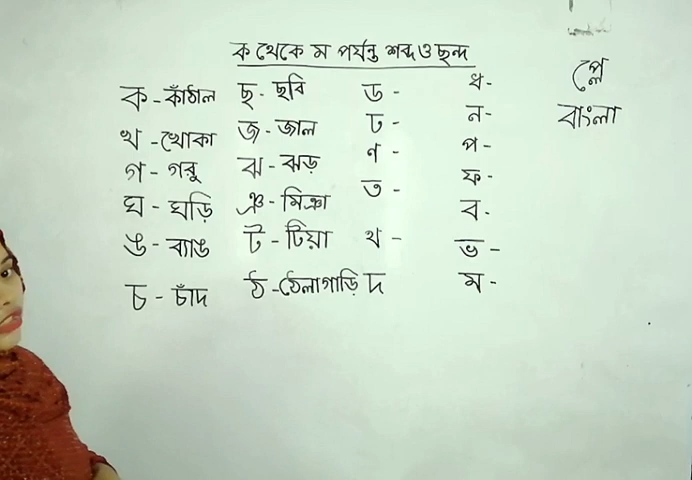 ক থেকে ম পর্যন্ত শব্দ ও ছন্দ
প্লে
বাংলা
ক - কাঁঠাল
খ - খোকা
গ - গরু
ঘ - ঘড়ি
ঙ - ব্যাঙ
চ - চাঁদ
ছ - ছবি
জ - জাল
ঝ - ঝড়
ঞ - মিঞা
ট - টিয়া
ঠ - ঠেলাগাড়ি
ড -
ঢ -
ণ -
ত -
থ -
দ
ধ -
ন -
প -
ফ -
ব -
ভ -
ম -